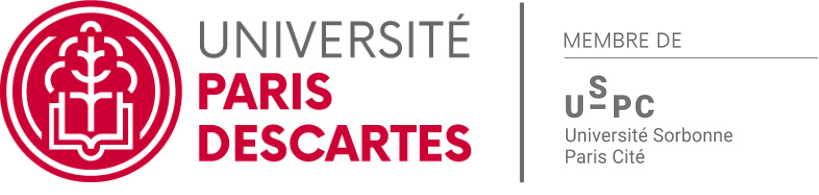 UNIVERSITÉ
PARIS
DESCARTES
MEMBRE DE
USPC
Université Sorbonne
Paris Cité